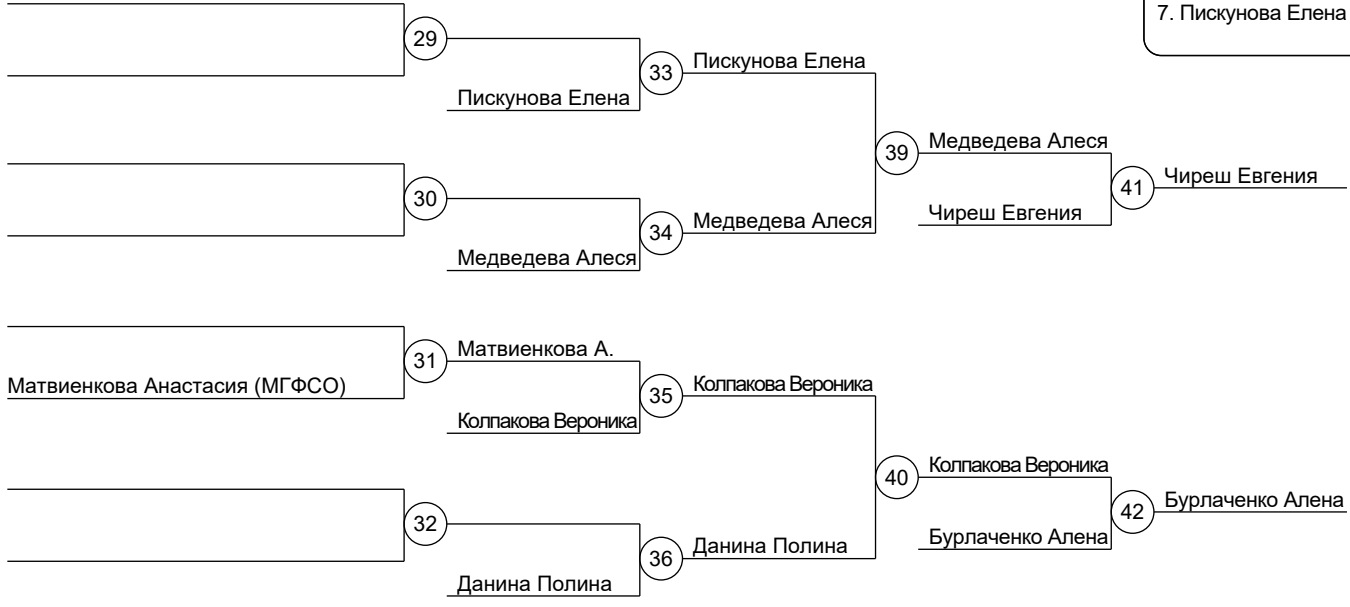 7. Пискунова Елена
29
33
Пискунова Елена
Пискунова Елена
39
Медведева Алеся
41
Чиреш Евгения
30
34
Медведева Алеся
Чиреш Евгения
Медведева Алеся
31
Матвиенкова А.
Матвиенкова Анастасия (МГФСО)
35
Колпакова Вероника
Колпакова Вероника
40
Колпакова Вероника
42
Бурлаченко Алена
32
36
Данина Полина
Бурлаченко Алена
Данина Полина